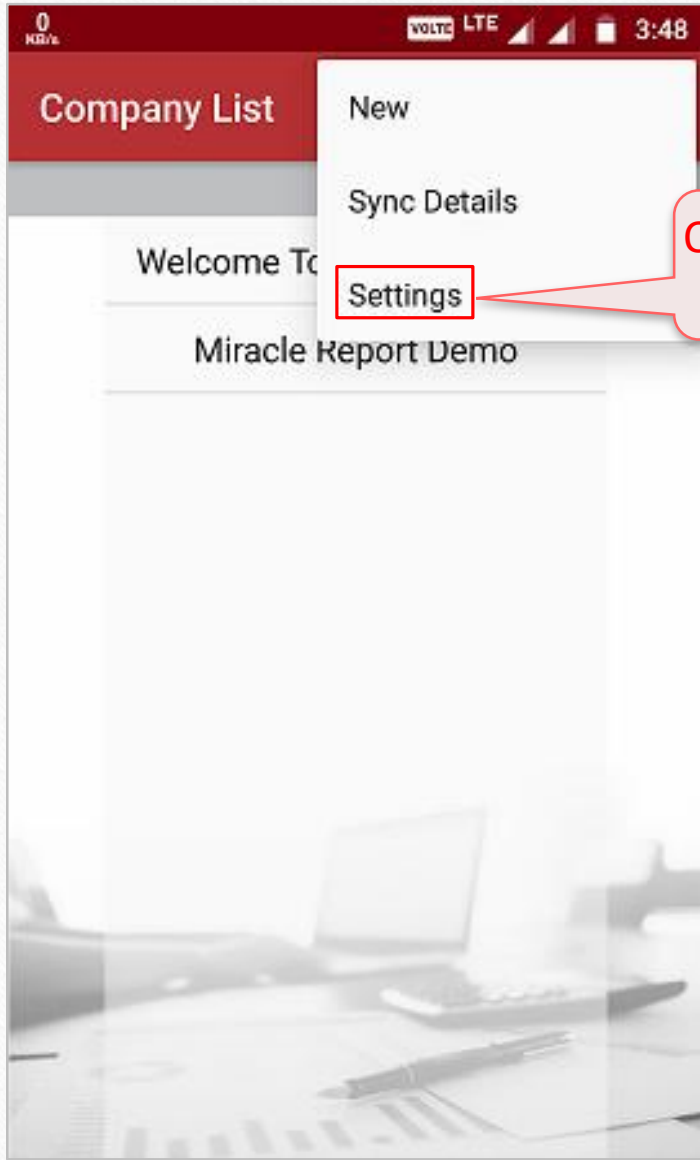 0
KB/s
VOLTE LTE 3:48
Company List
New
Sync Details
Welcome To
Settings
Miracle Report Demo